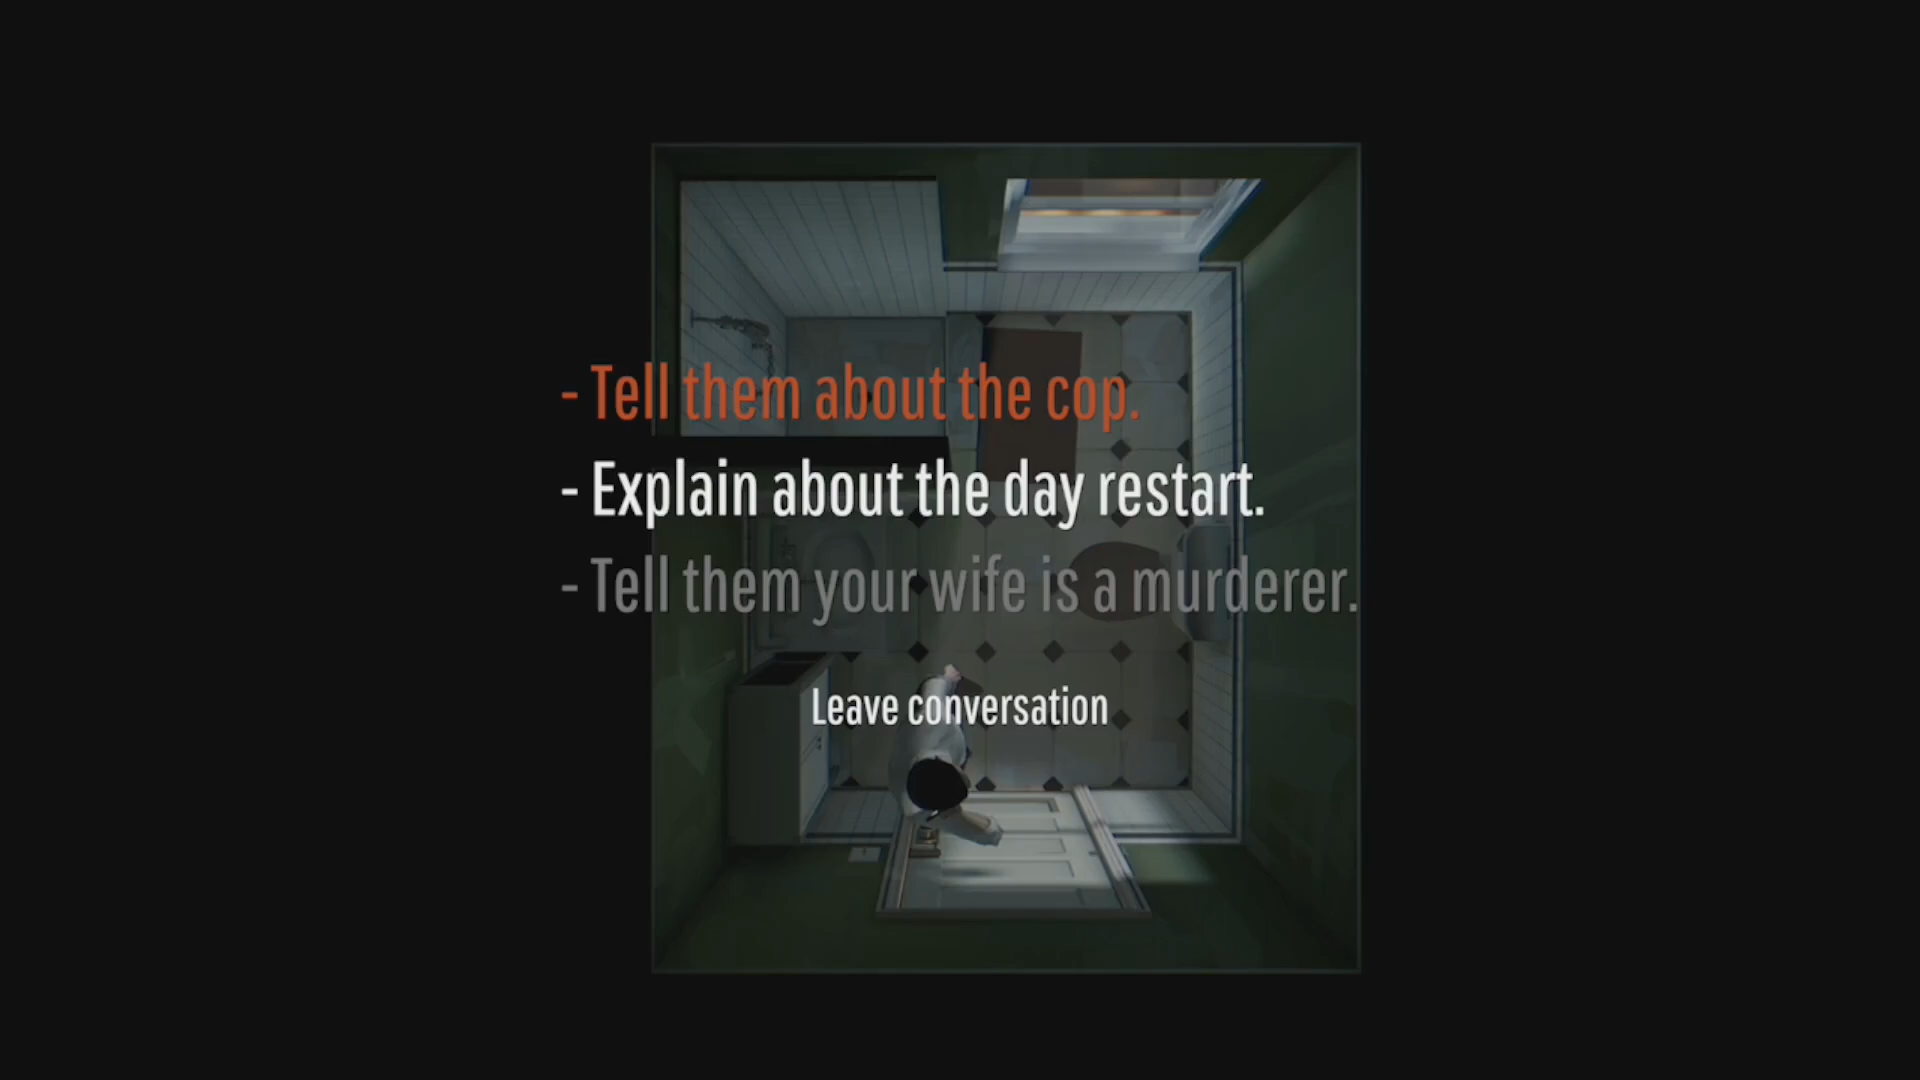 - Tell them about the cop.
- Explain about the day restart.
- Tell them your wife is a murderer.
Leave conversation